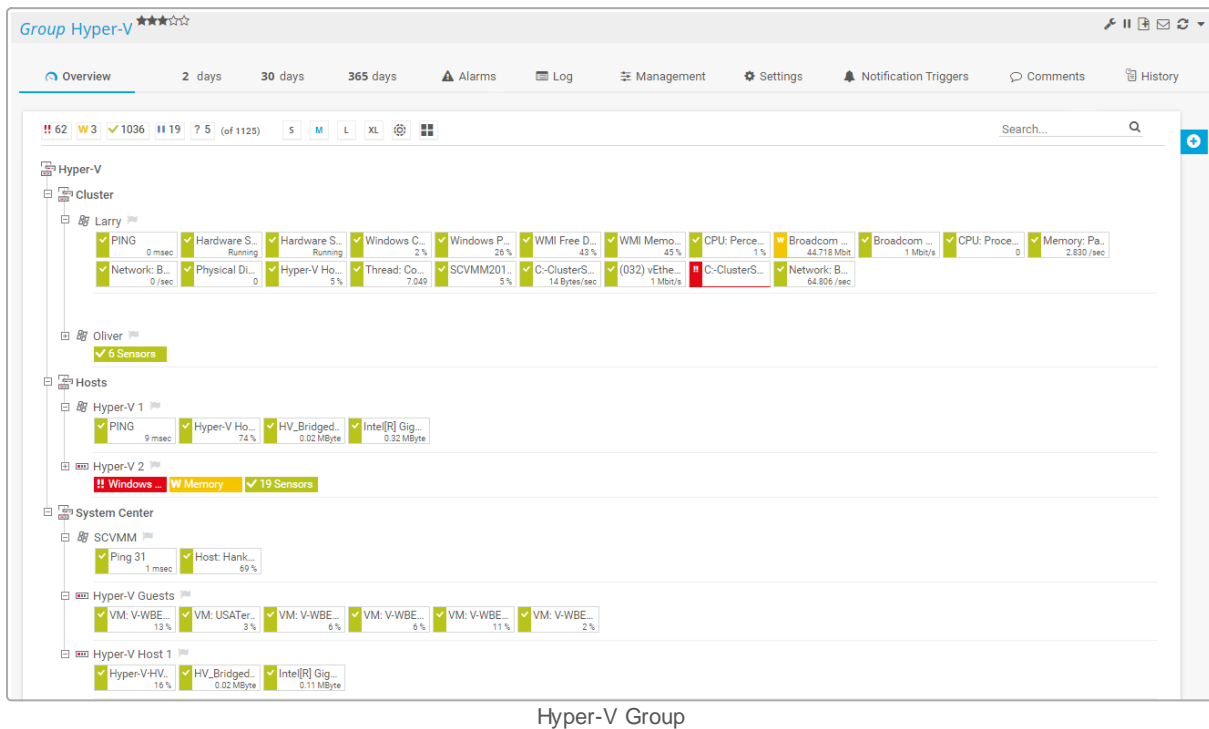 Group Hyper-V ★★★☆☆
Overview 2 days 30 days 365 days Alarms Log Management Settings Notification Triggers Comments History
!! 62 W 3 1036 II 19 ? 5 (of 1125) S M L XL Search...
Hyper-V
Cluster
Larry
PING Hardware S... Hardware S... Windows C... Windows P... WMI Free D... WMI Memo... CPU: Perce... W Broadcom ... Broadcom ... CPU: Proce... Memory: Pa..
0 msec Running Running 2 % 26 % 43 % 45 % 1 % 44.718 Mbit 1 Mbit/s 0 2.830 /sec
Network: B... Physical Di... Hyper-V Ho... Thread: Co... SCVMM201.. C:-ClusterS... (032) vEthe... !! C:-ClusterS... Network: B...
0 /sec 0 5 % 7.049 5 % 14 Bytes/sec 1 Mbit/s 64.806 /sec
Oliver
6 Sensors
Hosts
Hyper-V 1
PING Hyper-V Ho... HV_Bridged.. Intel[R] Gig...
9 msec 74 % 0.02 MByte 0.32 MByte
Hyper-V 2
!! Windows ... W Memory 19 Sensors
System Center
SCVMM
Ping 31 Host: Hank...
1 msec 69 %
Hyper-V Guests
VM: V-WBE... VM: USATer.. VM: V-WBE... VM: V-WBE... VM: V-WBE... VM: V-WBE...
13 % 3 % 6 % 6 % 11 % 2 %
Hyper-V Host 1
Hyper-V-HV.. HV_Bridged.. Intel[R] Gig...
16 % 0.02 MByte 0.11 MByte
Hyper-V Group